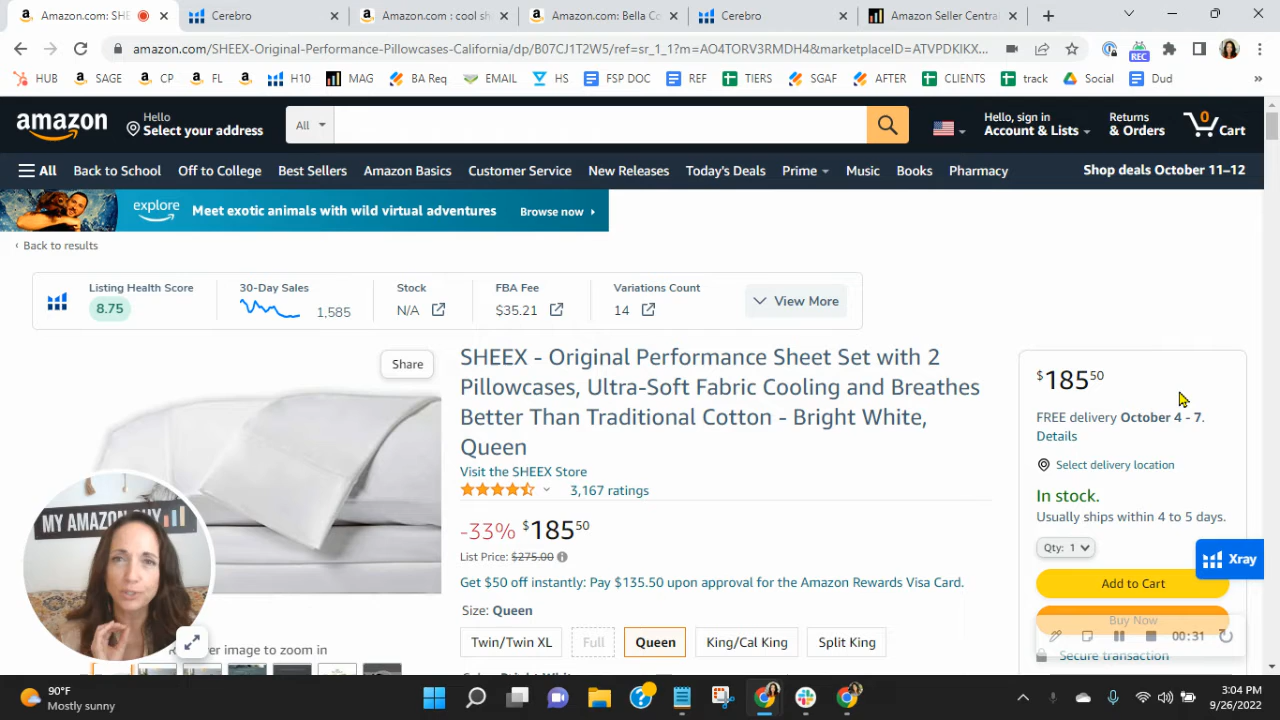 Amazon.com: SHE
Cerebro
Amazon.com : cool sh
Amazon.com: Bella Co
Cerebro
Amazon Seller Centra
amazon.com/SHEEX-Original-Performance-Pillowcases-California/dp/B07CJ1T2W5/ref=sr_1_1?m=AO4TORV3RMDH4&marketplaceID=ATVPDKIKX...
REC
HUB SAGE CP FL H10 MAG BA Req EMAIL HS FSP DOC REF TIERS SGAF AFTER CLIENTS track Social Dud »
amazon
Hello
Select your address
All
Hello, sign in
Account & Lists
Returns
& Orders
0
Cart
All Back to School Off to College Best Sellers Amazon Basics Customer Service New Releases Today's Deals Prime Music Books Pharmacy Shop deals October 11–12
explore Meet exotic animals with wild virtual adventures Browse now
‹ Back to results
Listing Health Score
8.75
30-Day Sales
1,585
Stock
N/A
FBA Fee
$35.21
Variations Count
14
View More
Share
SHEEX - Original Performance Sheet Set with 2
Pillowcases, Ultra-Soft Fabric Cooling and Breathes
Better Than Traditional Cotton - Bright White,
Queen
Visit the SHEEX Store
3,167 ratings
-33% $185 50
List Price: $275.00
Get $50 off instantly: Pay $135.50 upon approval for the Amazon Rewards Visa Card.
Size: Queen
Twin/Twin XL Full Queen King/Cal King Split King
$185 50
FREE delivery October 4 - 7.
Details
Select delivery location
In stock.
Usually ships within 4 to 5 days.
Qty: 1
Xray
Add to Cart
Buy Now
00:31
Secure transaction
MY AMAZON GUY
er image to zoom in
90°F
Mostly sunny
3:04 PM
9/26/2022